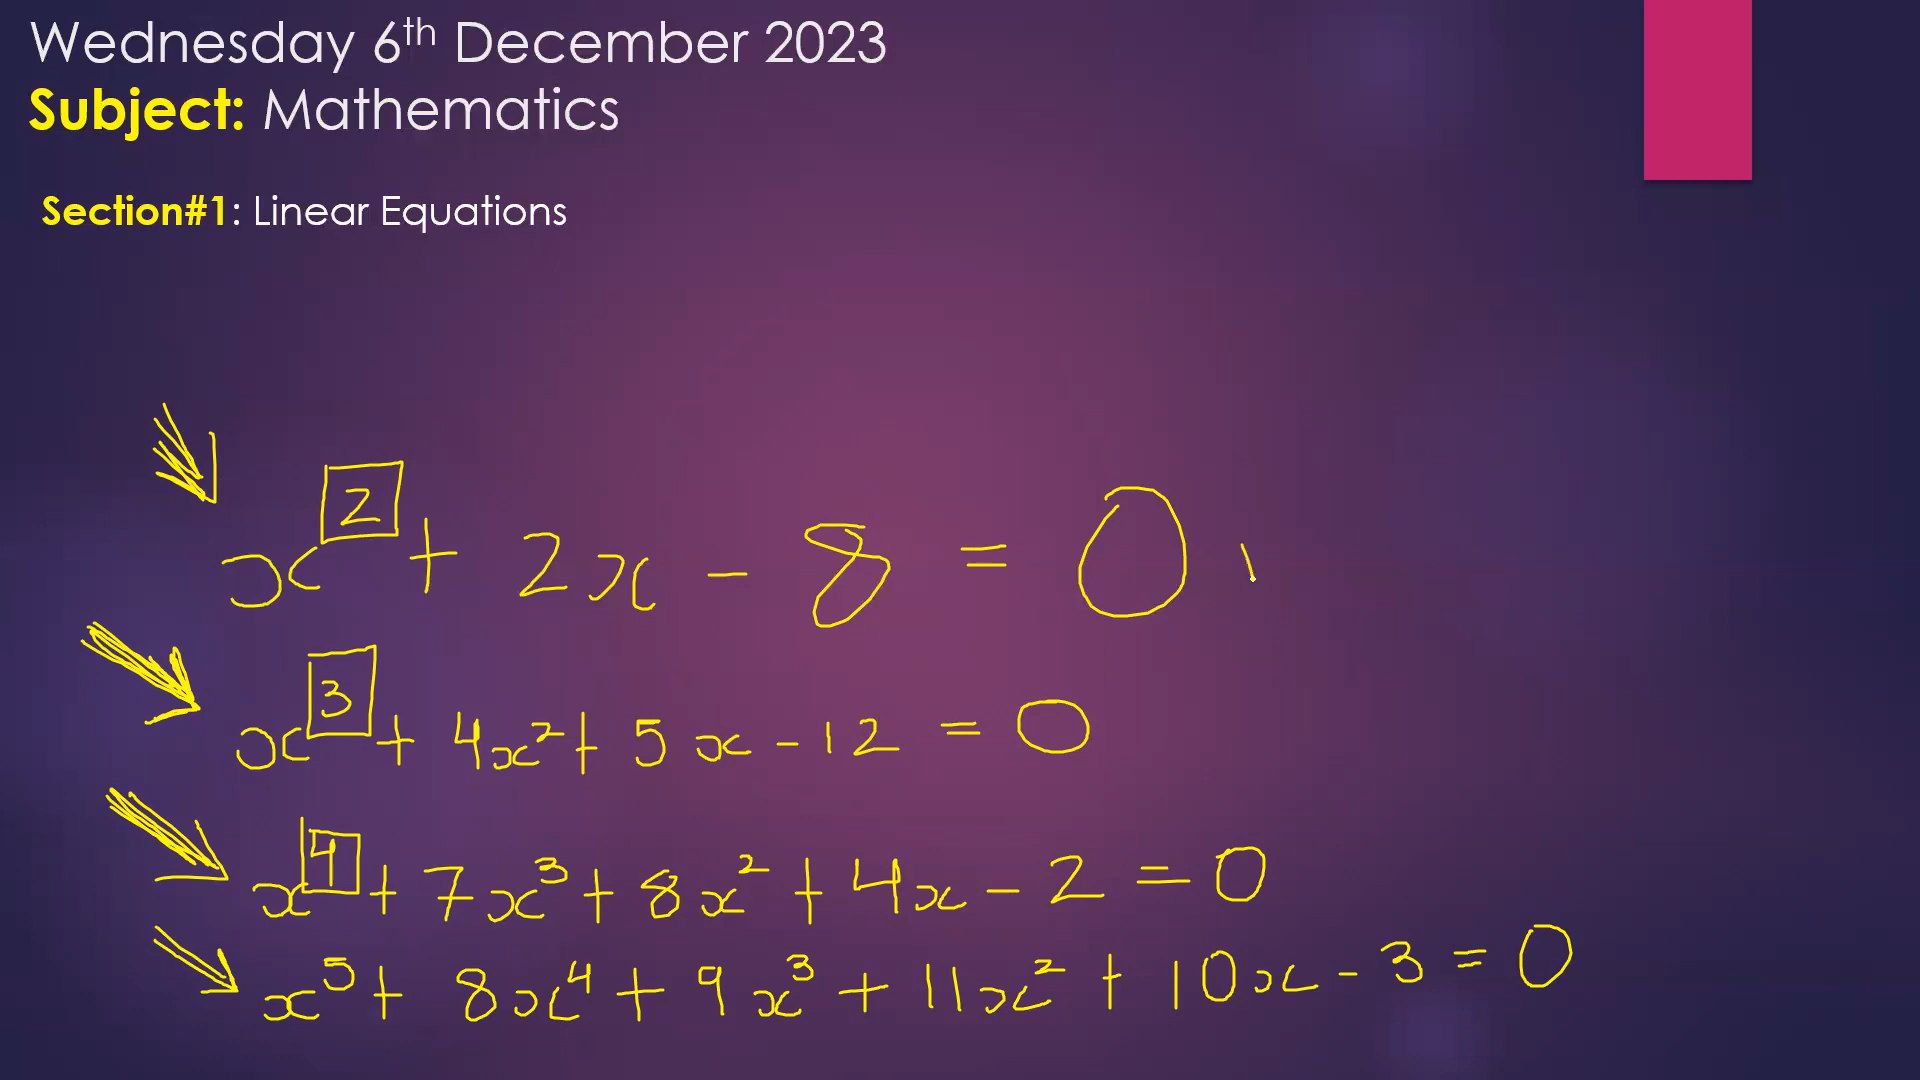 Wednesday 6th December 2023
Subject: Mathematics
Section#1: Linear Equations
x² + 2x - 8 = 0
x³ + 4x² + 5x - 12 = 0
x⁴ + 7x³ + 8x² + 4x - 2 = 0
x⁵ + 8x⁴ + 9x³ + 11x² + 10x - 3 = 0